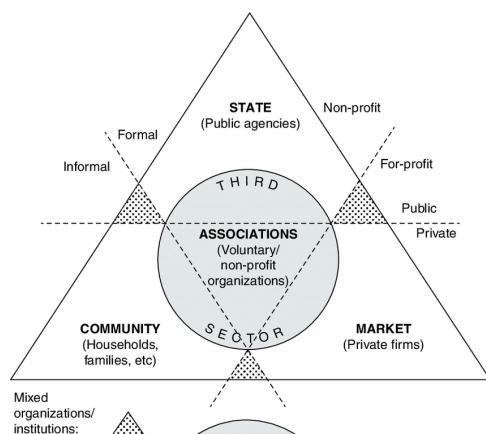 STATE
(Public agencies)
Non-profit
Formal
Informal
For-profit
THIRD
Public
Private
ASSOCIATIONS
(Voluntary/
non-profit
organizations)
SECTOR
COMMUNITY
(Households,
families, etc)
MARKET
(Private firms)
Mixed
organizations/
institutions: